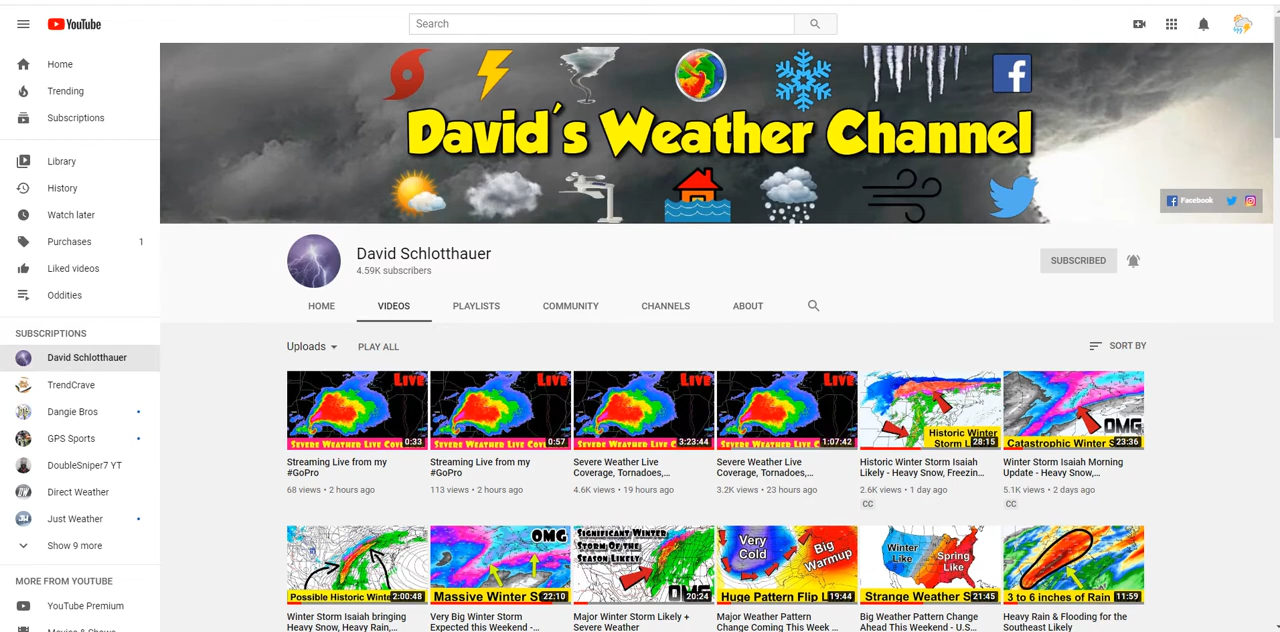 YouTube
Search
Home
Trending
Subscriptions
Library
History
Watch later
Purchases 1
Liked videos
Oddities
SUBSCRIPTIONS
David Schlotthauer
TrendCrave
Dangie Bros
GPS Sports
DoubleSniper7 YT
Direct Weather
Just Weather
Show 9 more
MORE FROM YOUTUBE
YouTube Premium
Movies & Shows
David's Weather Channel
Facebook
David Schlotthauer
4.59K subscribers
SUBSCRIBED
HOME VIDEOS PLAYLISTS COMMUNITY CHANNELS ABOUT
Uploads PLAY ALL SORT BY
LIVE
SEVERE WEATHER LIVE CO
0:33
Streaming Live from my
#GoPro
68 views • 2 hours ago
LIVE
SEVERE WEATHER LIVE CO
0:57
Streaming Live from my
#GoPro
113 views • 2 hours ago
LIVE
SEVERE WEATHER LIVE
3:23:44
Severe Weather Live
Coverage, Tornadoes,...
4.6K views • 19 hours ago
LIVE
SEVERE WEATHER LIVE
1:07:42
Severe Weather Live
Coverage, Tornadoes,...
3.2K views • 23 hours ago
Historic Winter
Storm
28:15
Historic Winter Storm Isaiah
Likely - Heavy Snow, Freezin...
2.6K views • 1 day ago
CC
OMG
Catastrophic Winter
23:36
Winter Storm Isaiah Morning
Update - Heavy Snow,...
5.1K views • 2 days ago
CC
Possible Historic Winte
2:00:48
Winter Storm Isaiah bringing
Heavy Snow, Heavy Rain,
OMG
Massive Winter S
22:10
Very Big Winter Storm
Expected this Weekend -
SIGNIFICANT WINTER
STORM OF THE
SEASON LIKELY
20:24
Major Winter Storm Likely +
Severe Weather
Very
Cold
Big
Warmup
Huge Pattern Flip
19:44
Major Weather Pattern
Change Coming This Week
Winter
Like
Spring
Like
Strange Weather
21:45
Big Weather Pattern Change
Ahead This Weekend - U.S...
3 to 6 inches of Rain
11:59
Heavy Rain & Flooding for the
Southeast Likely